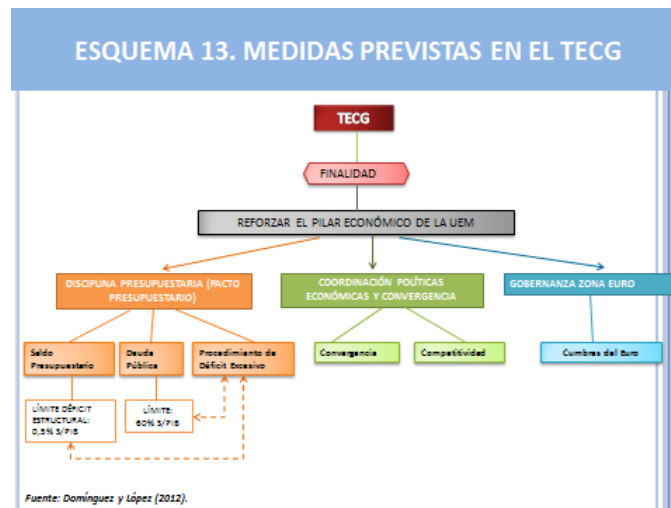 ESQUEMA 13. MEDIDAS PREVISTAS EN EL TECG
TECG
FINALIDAD
REFORZAR EL PILAR ECONÓMICO DE LA UEM
DISCIPLINA PRESUPUESTARIA (PACTO
PRESUPUESTARIO)
COORDINACIÓN POLÍTICAS
ECONÓMICAS Y CONVERGENCIA
GOBERNANZA ZONA EURO
Saldo
Presupuestario
Deuda
Pública
Procedimiento de
Déficit Excesivo
Convergencia
Competitividad
Cumbres del Euro
LÍMITE DÉFICIT
ESTRUCTURAL:
0,5% S/PIB
LÍMITE:
60% S/PIB
Fuente: Domínguez y López (2012).